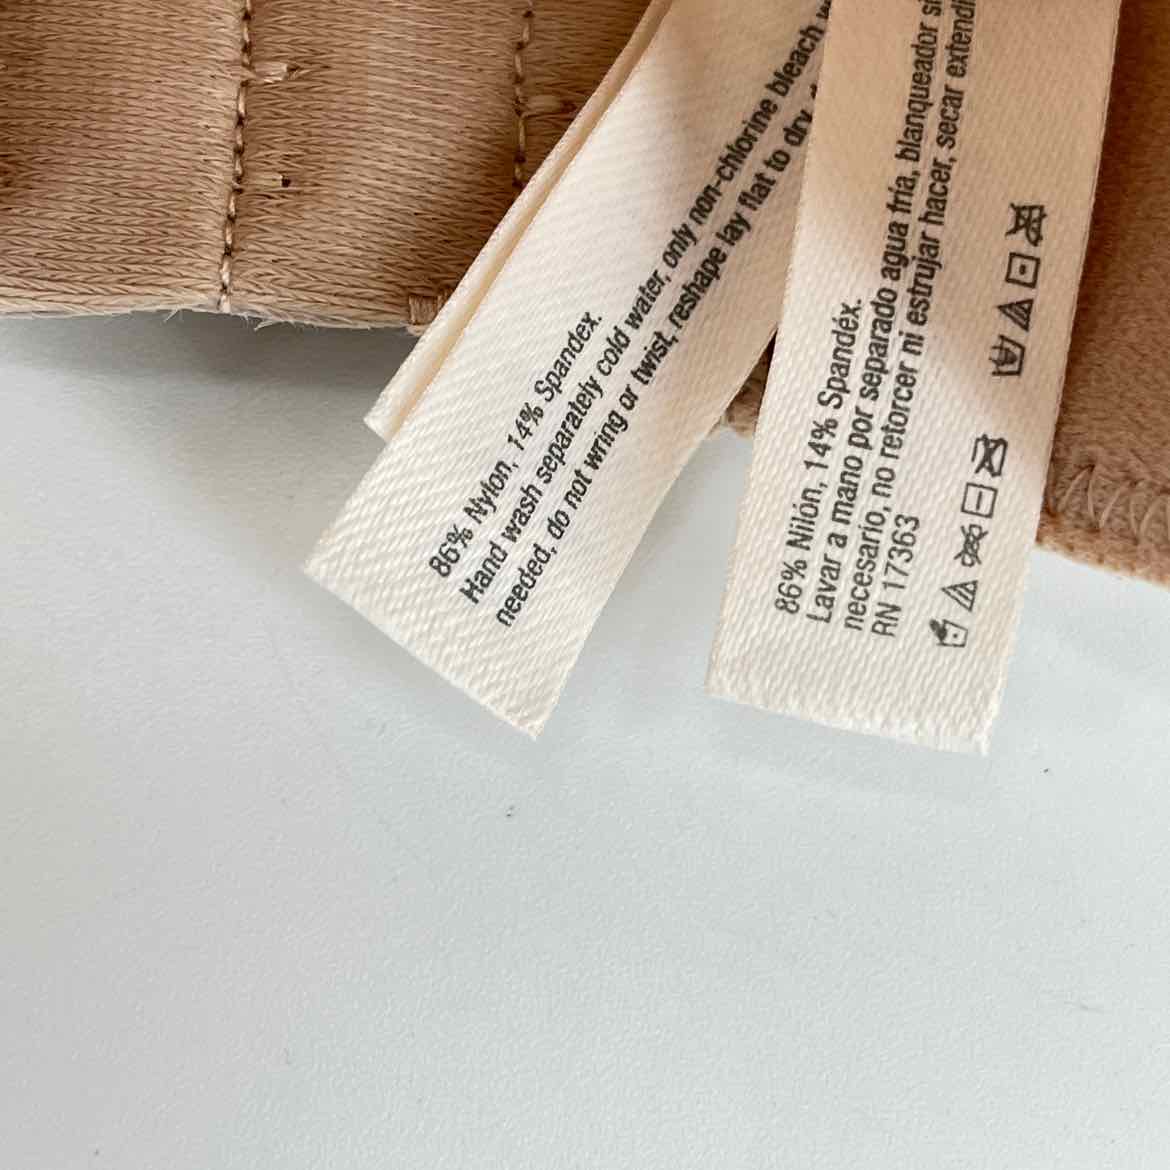 86% Nylon, 14% Spandex.
Hand wash separately cold water, only non-chlorine bleach
needed, do not wring or twist, reshape lay flat to dry,
86% Nilón, 14% Spandéx.
Lavar a mano por separado agua fría, blanqueador
necesario, no retorcer ni estrujar hacer, secar
RN 17363